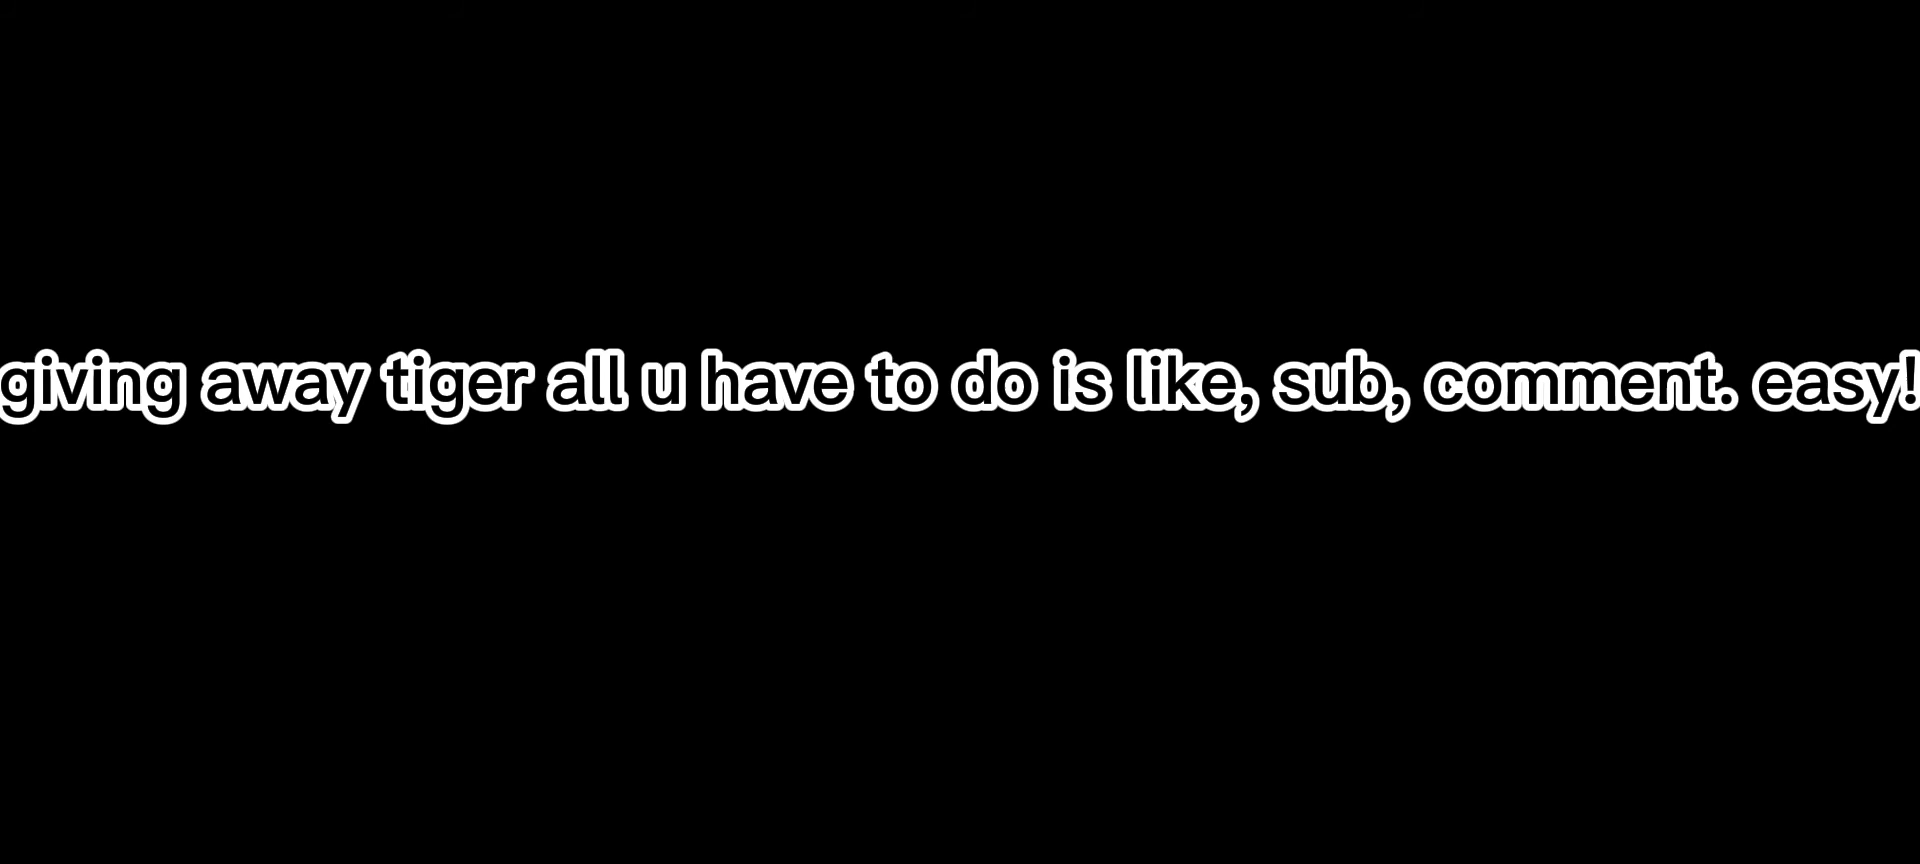 giving away tiger all u have to do is like, sub, comment. easy!